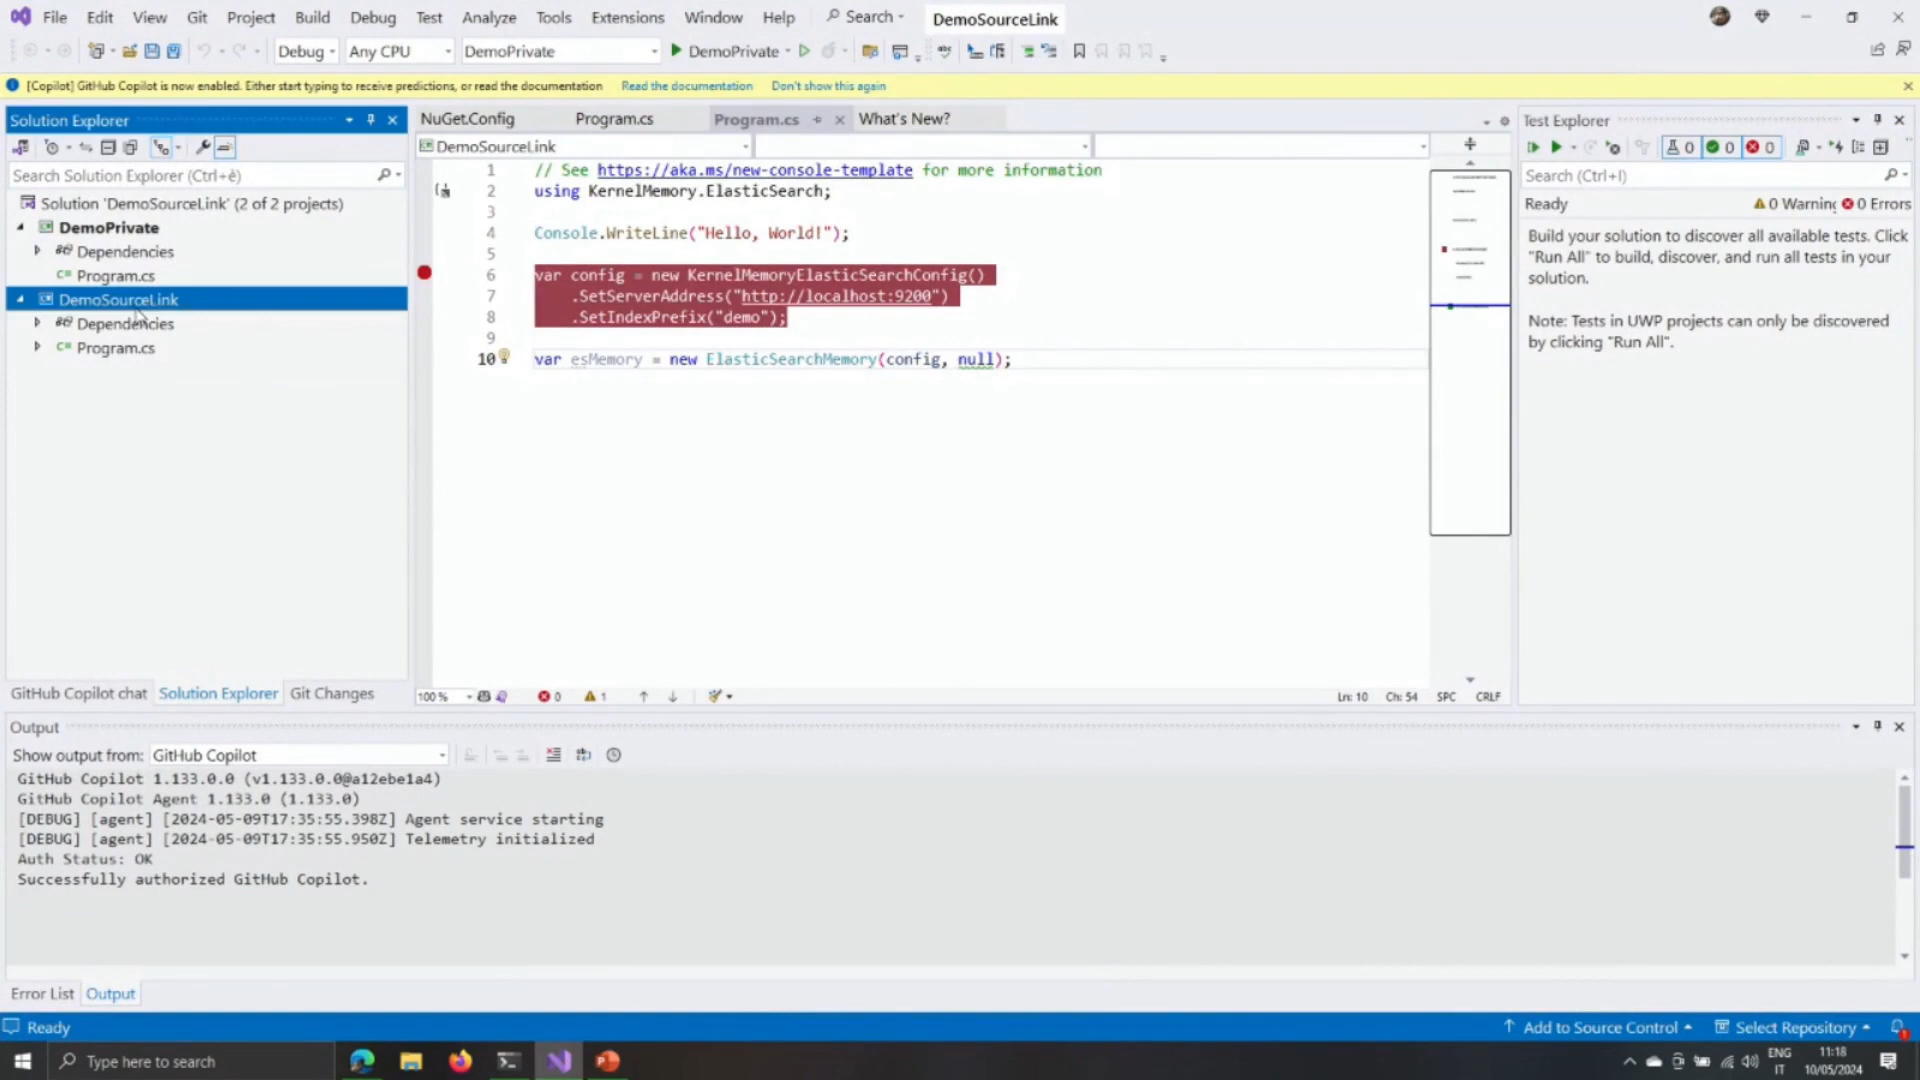 File Edit View Git Project Build Debug Test Analyze Tools Extensions Window Help Search DemoSourceLink
Debug Any CPU DemoPrivate DemoPrivate
[Copilot] GitHub Copilot is now enabled. Either start typing to receive predictions, or read the documentation Read the documentation Don't show this again
Solution Explorer
Search Solution Explorer (Ctrl+è)
Solution 'DemoSourceLink' (2 of 2 projects)
DemoPrivate
Dependencies
Program.cs
DemoSourceLink
Dependencies
Program.cs
GitHub Copilot chat Solution Explorer Git Changes
NuGet.Config Program.cs Program.cs What's New?
DemoSourceLink
1 // See https://aka.ms/new-console-template for more information
2 using KernelMemory.ElasticSearch;
3
4 Console.WriteLine("Hello, World!");
5
6 var config = new KernelMemoryElasticSearchConfig()
7 .SetServerAddress("http://localhost:9200")
8 .SetIndexPrefix("demo");
9
10 var esMemory = new ElasticSearchMemory(config, null);
100 % 0 1 Ln: 10 Ch: 54 SPC CRLF
Test Explorer
0 0 0
Search (Ctrl+I)
Ready 0 Warning 0 Errors
Build your solution to discover all available tests. Click
"Run All" to build, discover, and run all tests in your
solution.
Note: Tests in UWP projects can only be discovered
by clicking "Run All".
Output
Show output from: GitHub Copilot
GitHub Copilot 1.133.0.0 (v1.133.0.0@a12ebe1a4)
GitHub Copilot Agent 1.133.0 (1.133.0)
[DEBUG] [agent] [2024-05-09T17:35:55.398Z] Agent service starting
[DEBUG] [agent] [2024-05-09T17:35:55.950Z] Telemetry initialized
Auth Status: OK
Successfully authorized GitHub Copilot.
Error List Output
Ready Add to Source Control Select Repository
Type here to search
ENG
IT
11:18
10/05/2024